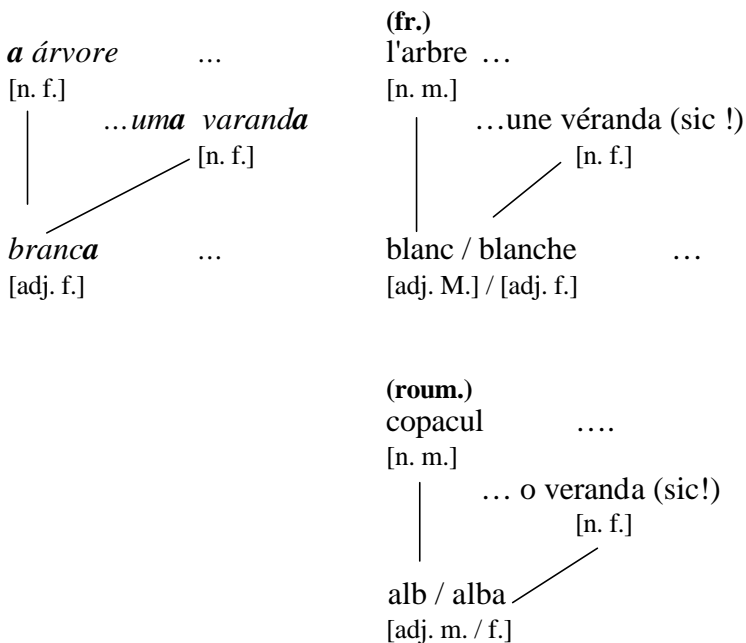 a árvore ...
[n. f.]
...uma varanda
[n. f.]
branca ...
[adj. f.]
(fr.)
l'arbre …
[n. m.]
…une véranda (sic !)
[n. f.]
blanc / blanche …
[adj. M.] / [adj. f.]
(roum.)
copacul ….
[n. m.]
… o veranda (sic!)
[n. f.]
alb / alba
[adj. m. / f.]